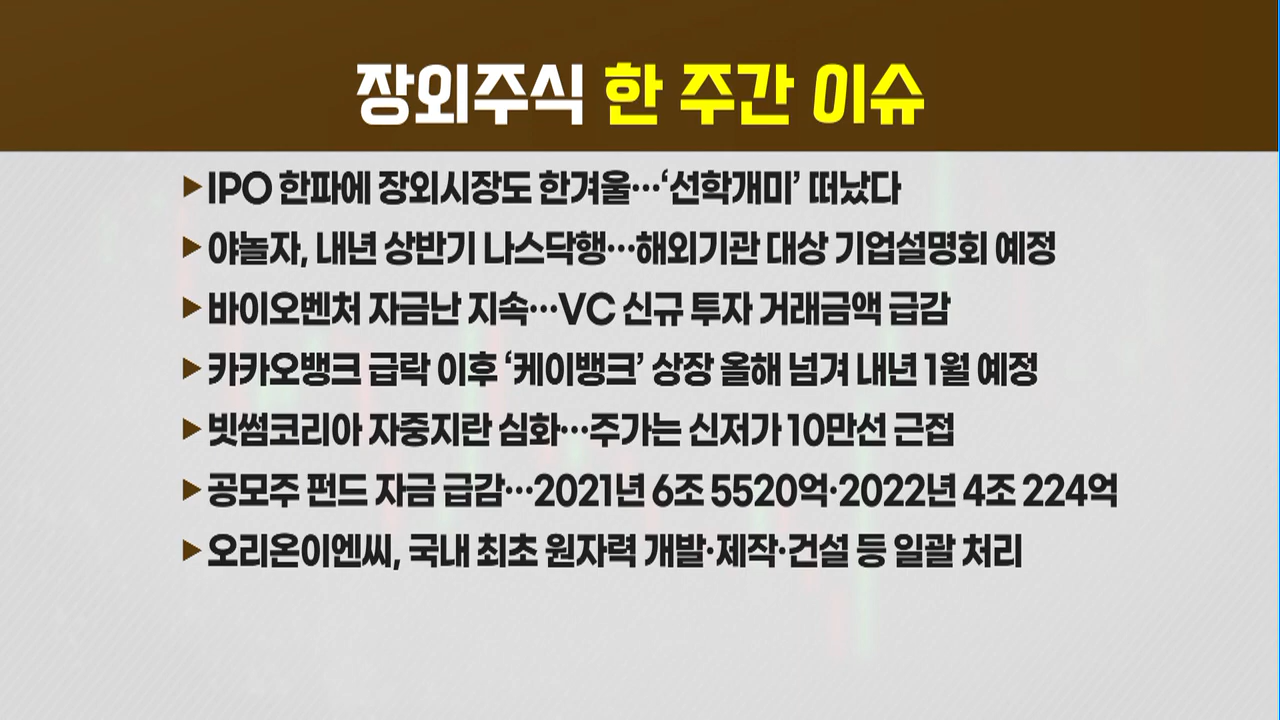 장외주식 한 주간 이슈
▶IPO 한파에 장외시장도 한겨울…‘선학개미’ 떠났다
▶야놀자, 내년 상반기 나스닥행…해외기관 대상 기업설명회 예정
▶바이오벤처 자금난 지속…VC 신규 투자 거래금액 급감
▶카카오뱅크 급락 이후 ‘케이뱅크’ 상장 올해 넘겨 내년 1월 예정
▶빗썸코리아 자중지란 심화…주가는 신저가 10만선 근접
▶공모주 펀드 자금 급감…2021년 6조 5520억·2022년 4조 224억
▶오리온이엔씨, 국내 최초 원자력 개발·제작·건설 등 일괄 처리